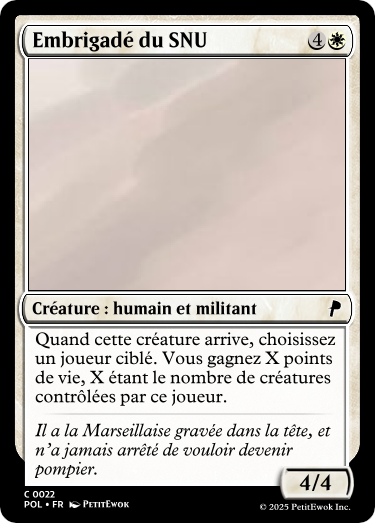 Embrigadé du SNU 4
Créature : humain et militant
Quand cette créature arrive, choisissez
un joueur ciblé. Vous gagnez X points
de vie, X étant le nombre de créatures
contrôlées par ce joueur.
Il a la Marseillaise gravée dans la tête, et
n'a jamais arrêté de vouloir devenir
pompier.
4/4
C 0022
POL • FR PETITEWOK
© 2025 PetitEwok Inc.